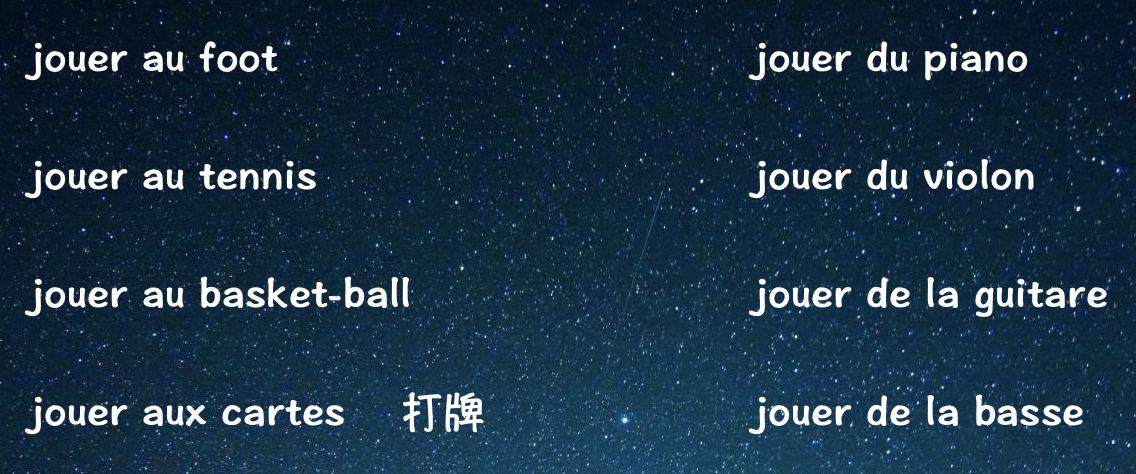 jouer au foot
jouer du piano
jouer au tennis
jouer du violon
jouer au basket-ball
jouer de la guitare
jouer aux cartes 打牌
jouer de la basse